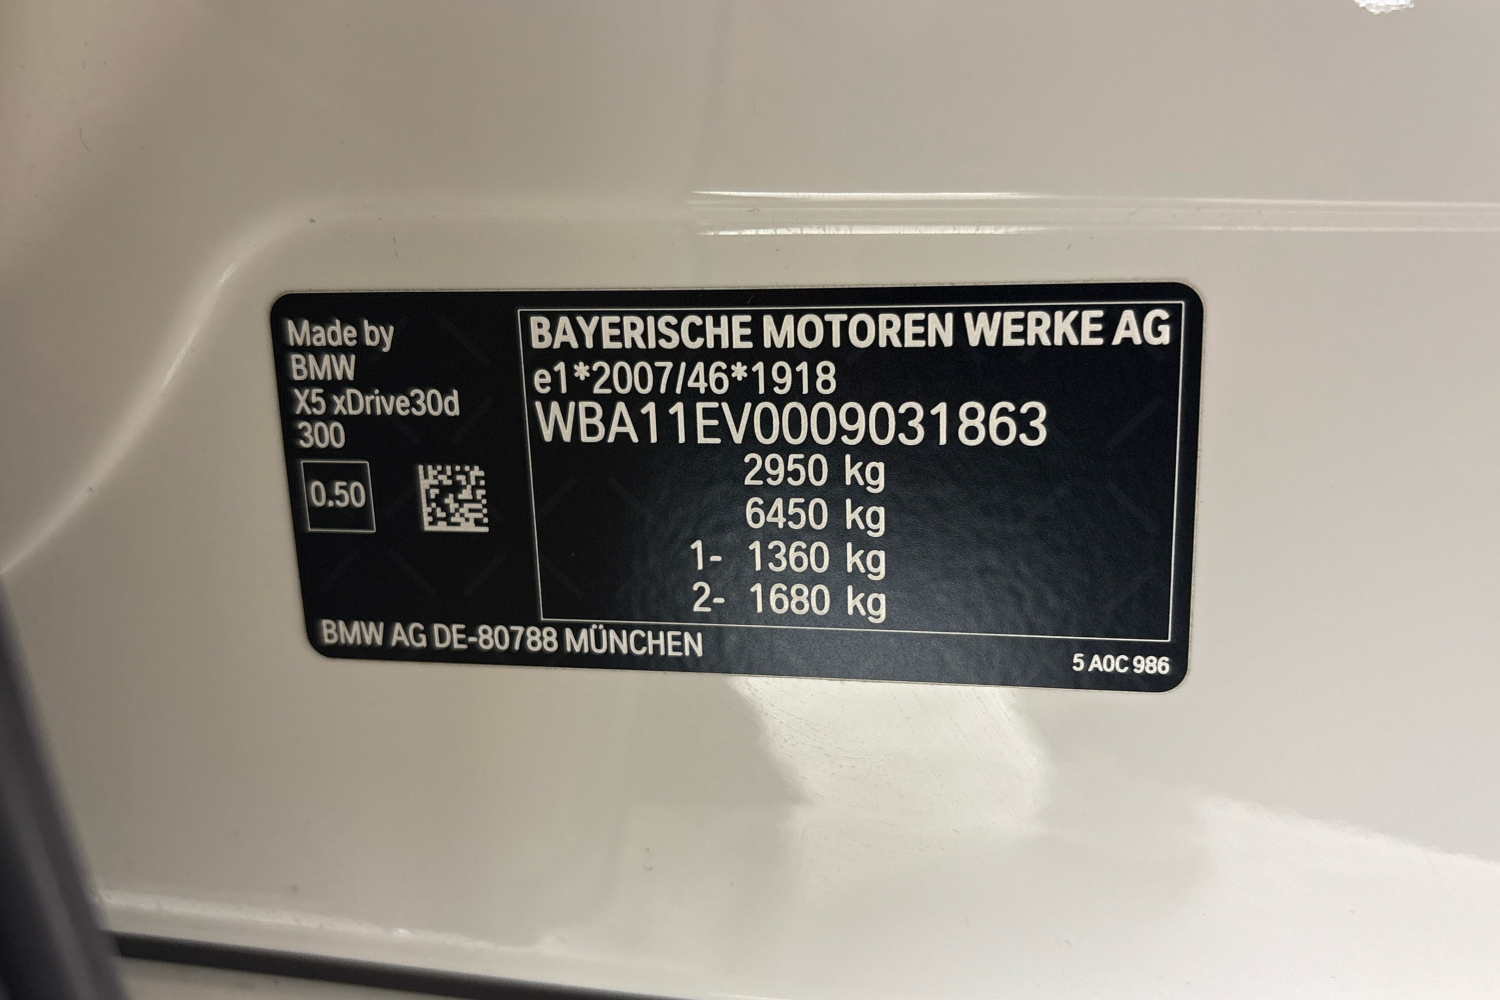 Made by
BMW
X5 xDrive30d
300
0.50
BAYERISCHE MOTOREN WERKE AG
e1*2007/46*1918
WBA11EV0009031863
2950 kg
6450 kg
1- 1360 kg
2- 1680 kg
BMW AG DE-80788 MÜNCHEN
5 A0C 986